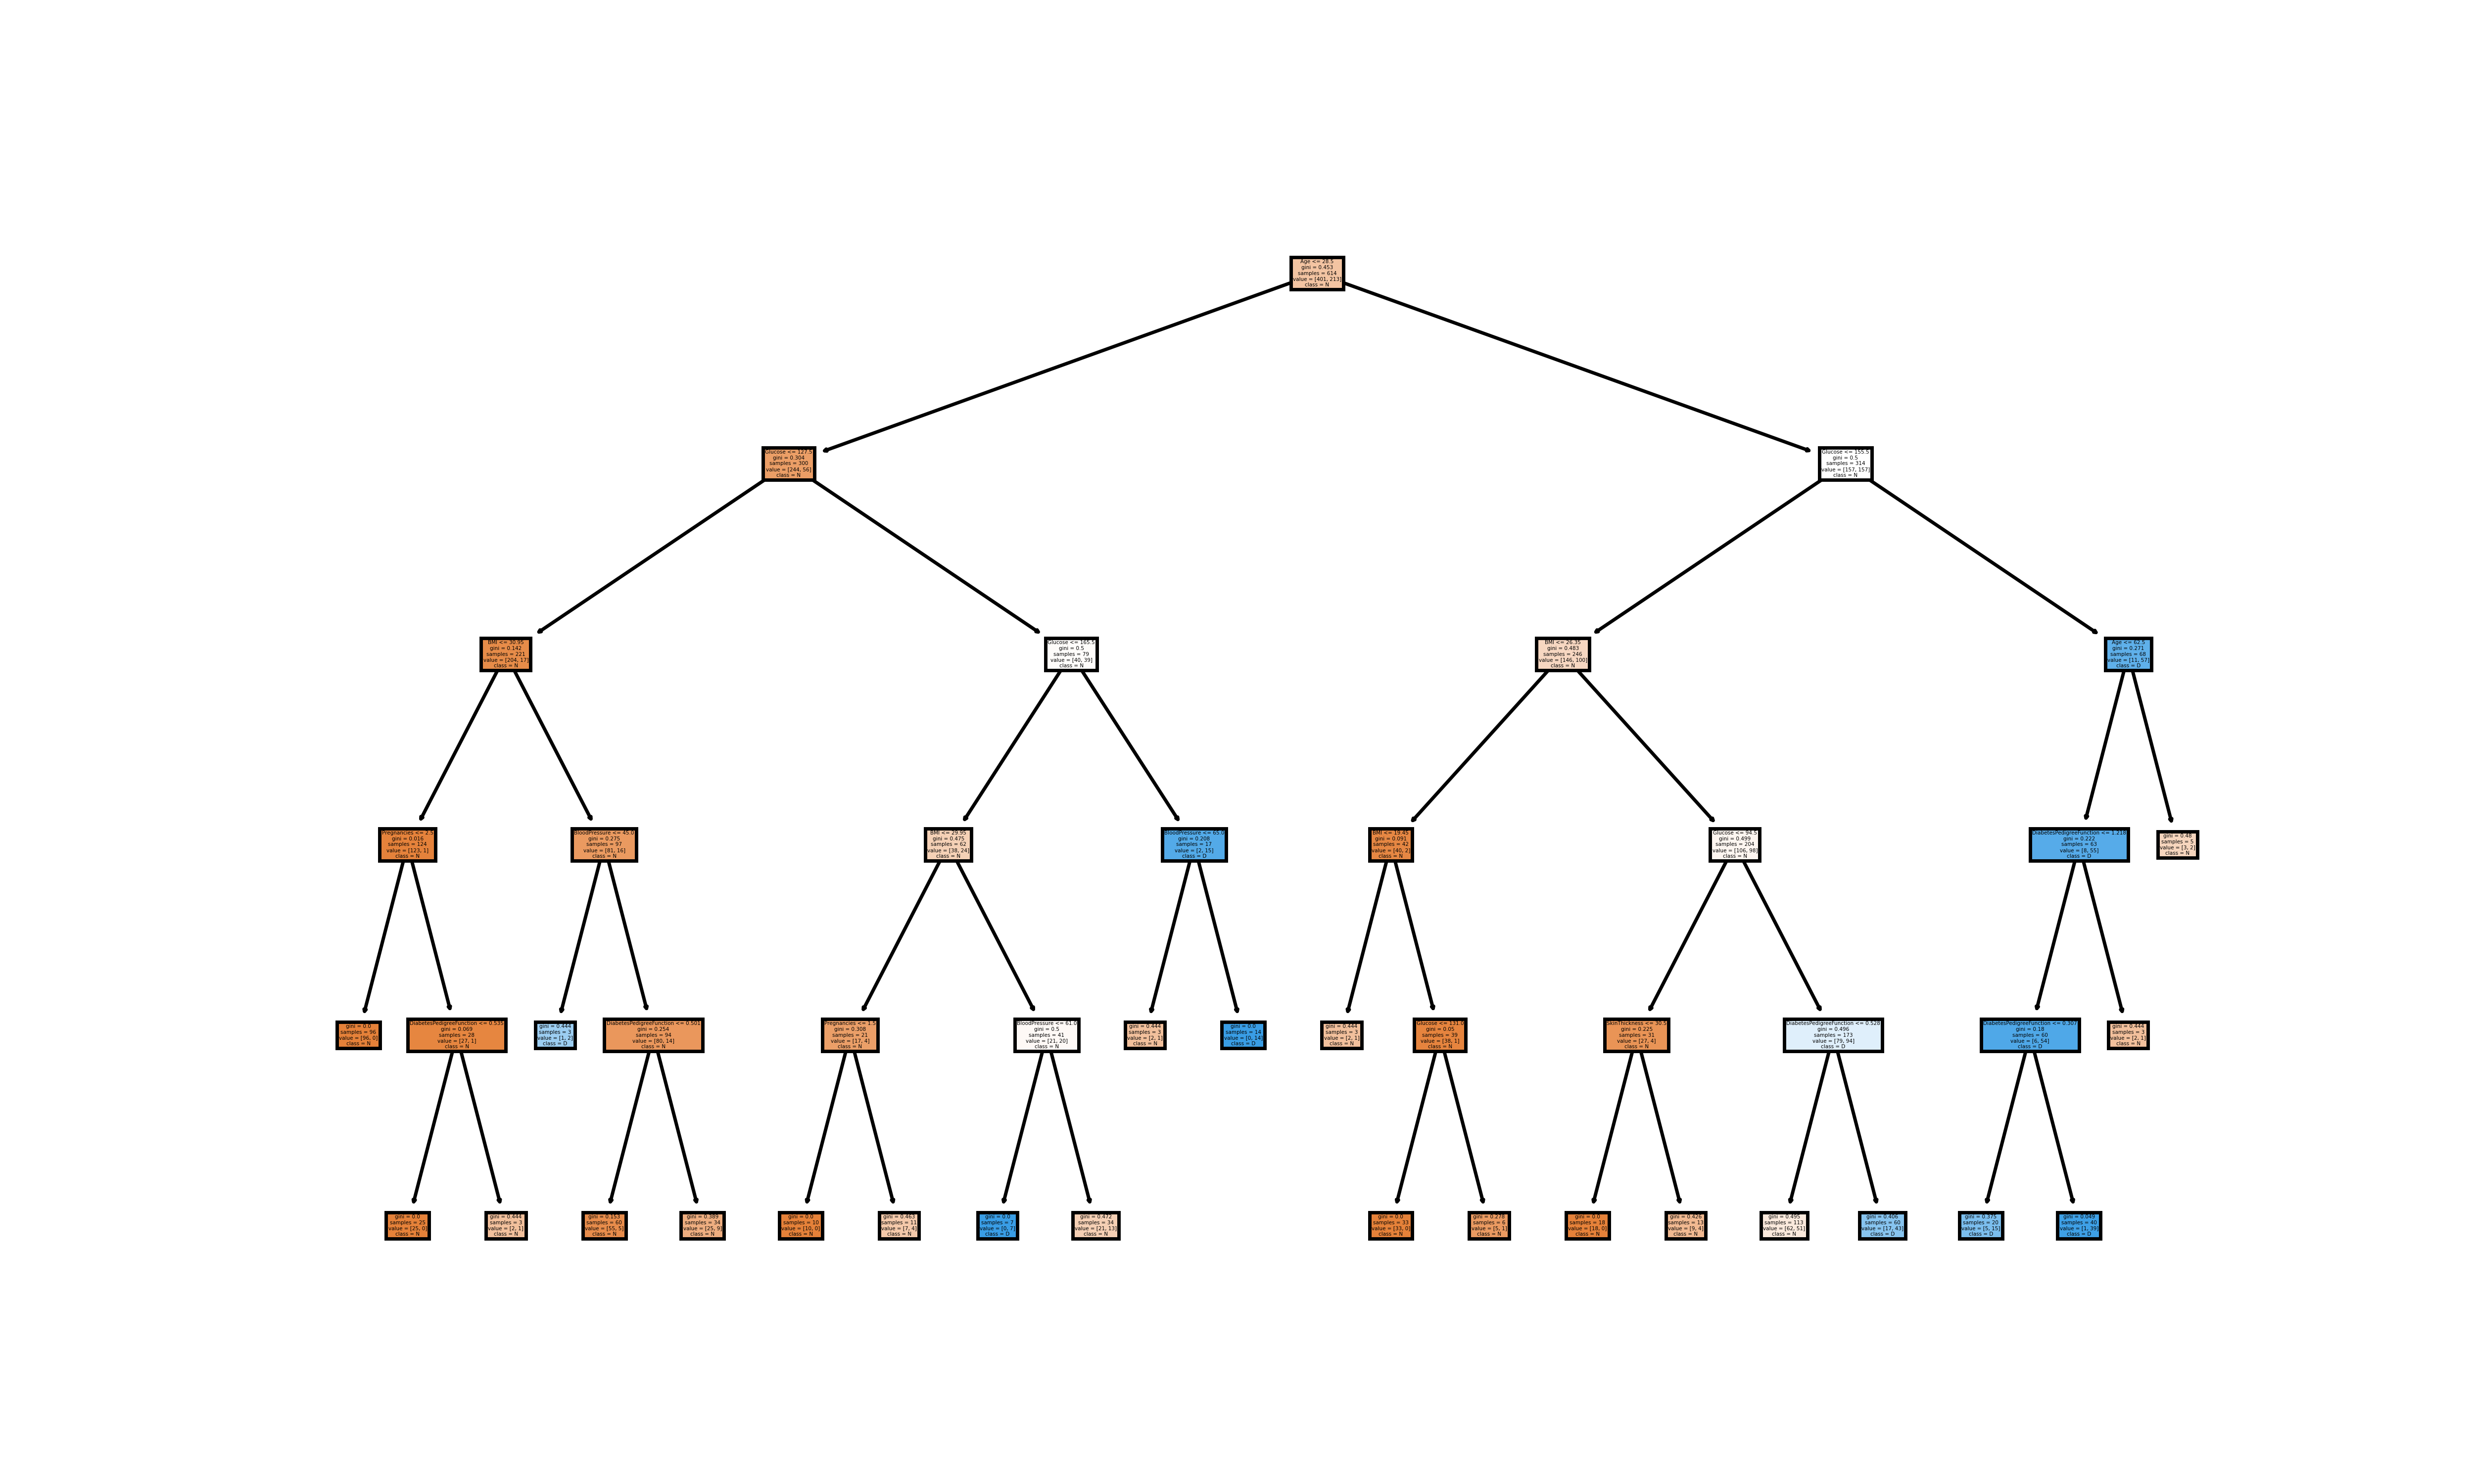 Age <= 28.5
gini = 0.453
samples = 614
value = [401, 213]
class = N
Glucose <= 127.5
gini = 0.304
samples = 300
value = [244, 56]
class = N
Glucose <= 155.5
gini = 0.5
samples = 314
value = [157, 157]
class = N
BMI <= 30.95
gini = 0.142
samples = 221
value = [204, 17]
class = N
Glucose <= 165.5
gini = 0.5
samples = 79
value = [40, 39]
class = N
BMI <= 26.35
gini = 0.483
samples = 246
value = [146, 100]
class = N
Age <= 62.5
gini = 0.271
samples = 68
value = [11, 57]
class = D
Pregnancies <= 2.5
gini = 0.016
samples = 124
value = [123, 1]
class = N
BloodPressure <= 45.0
gini = 0.275
samples = 97
value = [81, 16]
class = N
BMI <= 29.95
gini = 0.475
samples = 62
value = [38, 24]
class = N
BloodPressure <= 65.0
gini = 0.208
samples = 17
value = [2, 15]
class = D
BMI <= 19.45
gini = 0.091
samples = 42
value = [40, 2]
class = N
Glucose <= 94.5
gini = 0.499
samples = 204
value = [106, 98]
class = N
DiabetesPedigreeFunction <= 1.218
gini = 0.222
samples = 63
value = [8, 55]
class = D
gini = 0.48
samples = 5
value = [3, 2]
class = N
gini = 0.0
samples = 96
value = [96, 0]
class = N
DiabetesPedigreeFunction <= 0.535
gini = 0.069
samples = 28
value = [27, 1]
class = N
gini = 0.444
samples = 3
value = [1, 2]
class = D
DiabetesPedigreeFunction <= 0.501
gini = 0.254
samples = 94
value = [80, 14]
class = N
Pregnancies <= 1.5
gini = 0.308
samples = 21
value = [17, 4]
class = N
BloodPressure <= 61.0
gini = 0.5
samples = 41
value = [21, 20]
class = N
gini = 0.444
samples = 3
value = [2, 1]
class = N
gini = 0.0
samples = 14
value = [0, 14]
class = D
gini = 0.444
samples = 3
value = [2, 1]
class = N
Glucose <= 131.0
gini = 0.05
samples = 39
value = [38, 1]
class = N
SkinThickness <= 30.5
gini = 0.225
samples = 31
value = [27, 4]
class = N
DiabetesPedigreeFunction <= 0.528
gini = 0.496
samples = 173
value = [79, 94]
class = D
DiabetesPedigreeFunction <= 0.307
gini = 0.18
samples = 60
value = [6, 54]
class = D
gini = 0.444
samples = 3
value = [2, 1]
class = N
gini = 0.0
samples = 25
value = [25, 0]
class = N
gini = 0.444
samples = 3
value = [2, 1]
class = N
gini = 0.153
samples = 60
value = [55, 5]
class = N
gini = 0.389
samples = 34
value = [25, 9]
class = N
gini = 0.0
samples = 10
value = [10, 0]
class = N
gini = 0.463
samples = 11
value = [7, 4]
class = N
gini = 0.0
samples = 7
value = [0, 7]
class = D
gini = 0.472
samples = 34
value = [21, 13]
class = N
gini = 0.0
samples = 33
value = [33, 0]
class = N
gini = 0.278
samples = 6
value = [5, 1]
class = N
gini = 0.0
samples = 18
value = [18, 0]
class = N
gini = 0.426
samples = 13
value = [9, 4]
class = N
gini = 0.495
samples = 113
value = [62, 51]
class = N
gini = 0.406
samples = 60
value = [17, 43]
class = D
gini = 0.375
samples = 20
value = [5, 15]
class = D
gini = 0.049
samples = 40
value = [1, 39]
class = D